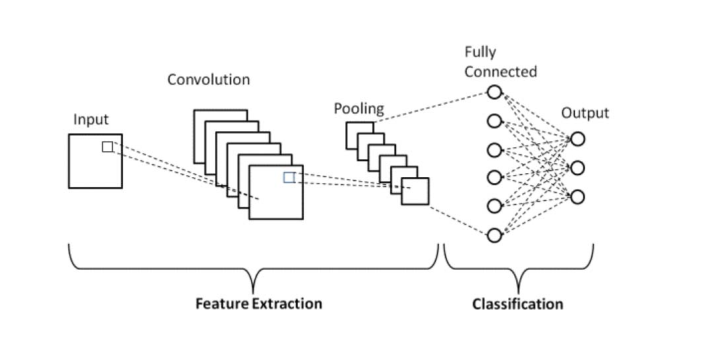 Input
Convolution
Pooling
Fully
Connected
Output
Feature Extraction
Classification